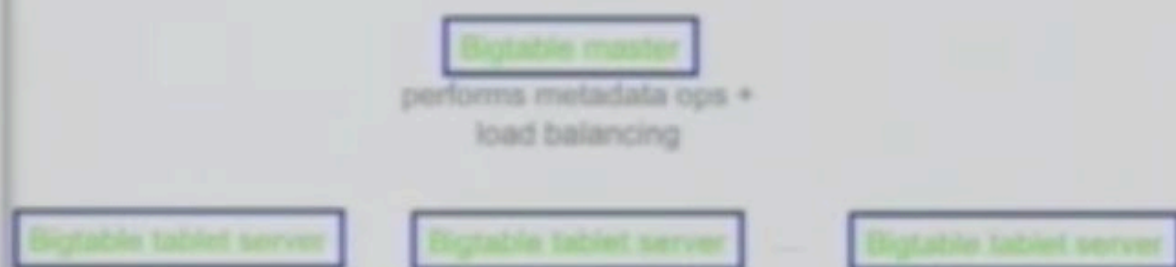 Bigtable master
performs metadata ops +
load balancing
Bigtable tablet server
Bigtable tablet server
...
Bigtable tablet server